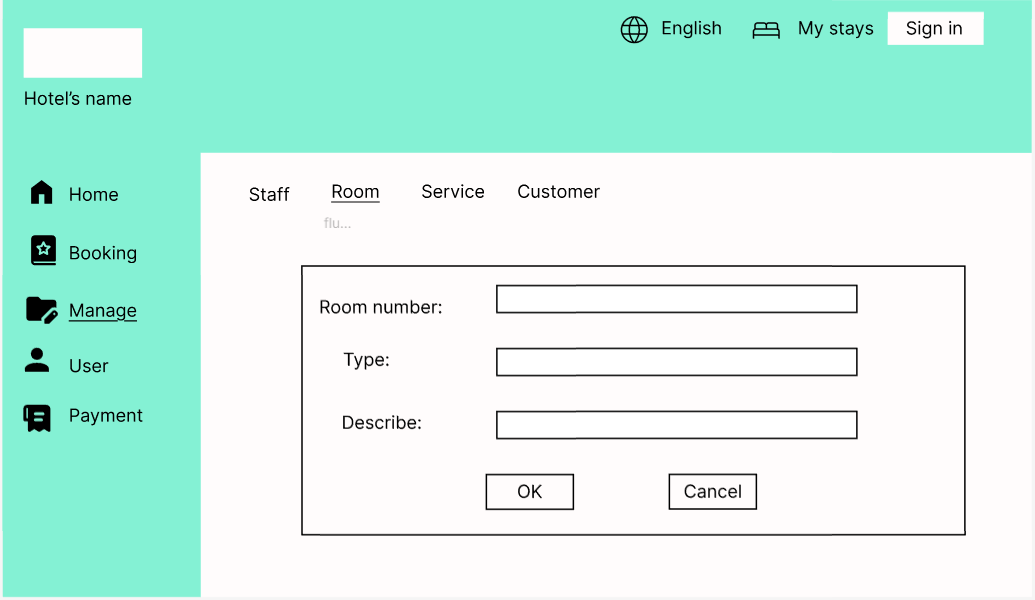 English
My stays
Sign in
Hotel's name
Home
Booking
Manage
User
Payment
Staff
Room
Service
Customer
flu...
Room number:
Type:
Describe:
OK
Cancel